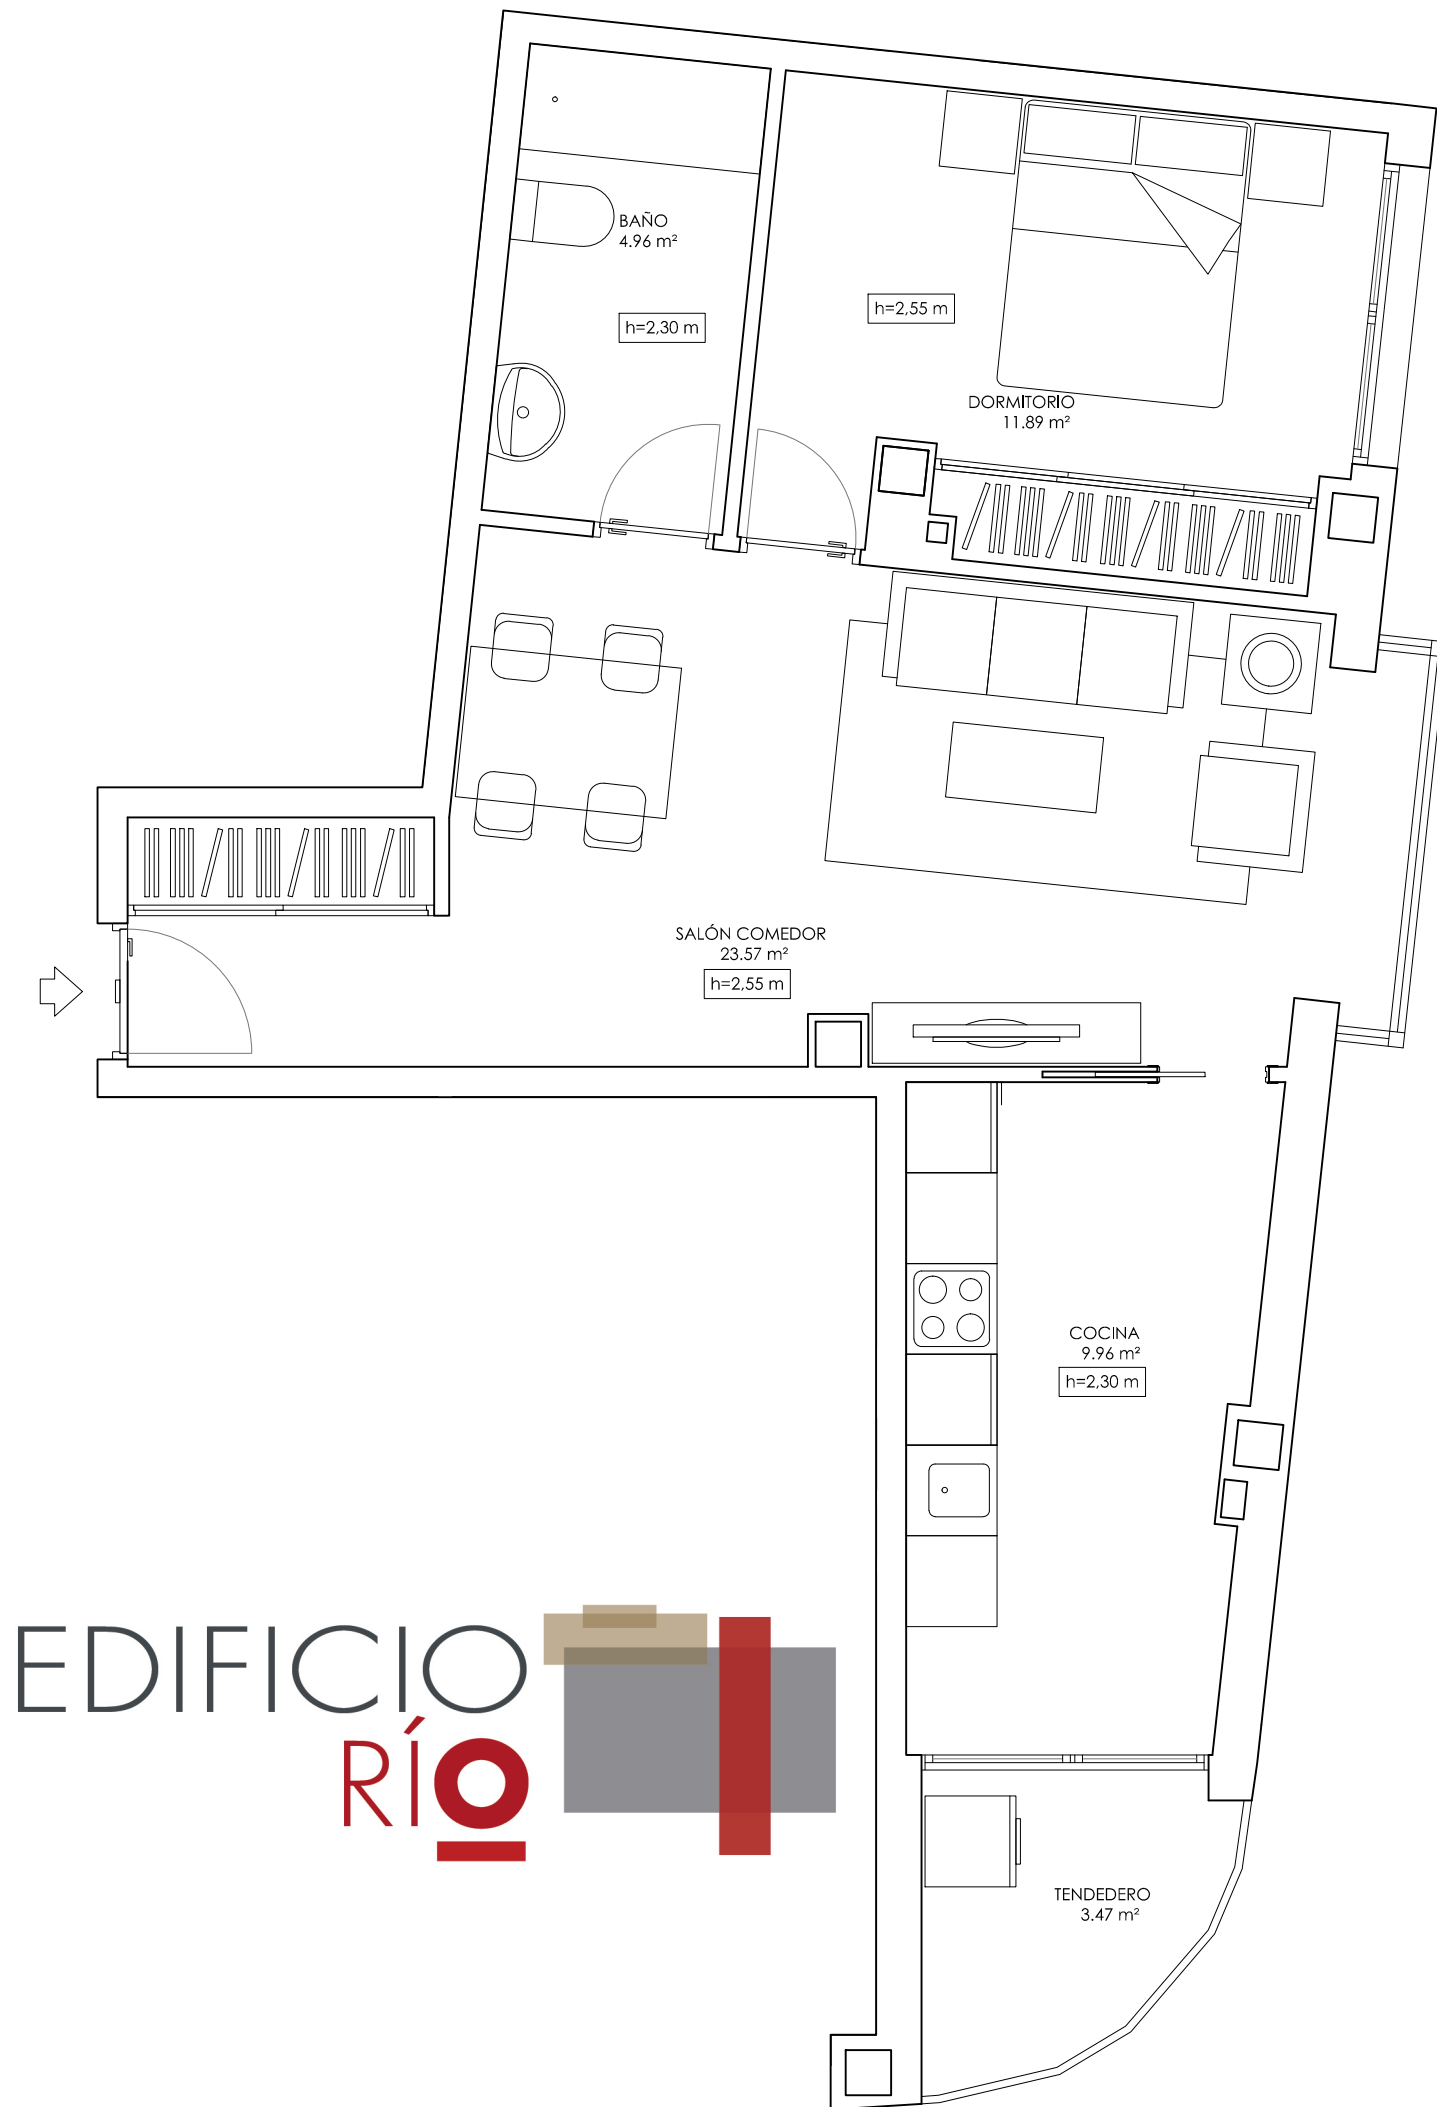 BAÑO
4.96 m²
h=2,30 m
h=2,55 m
DORMITORIO
11.89 m²
SALÓN COMEDOR
23.57 m²
h=2,55 m
COCINA
9.96 m²
h=2,30 m
EDIFICIO
RÍO
TENDEDERO
3.47 m²